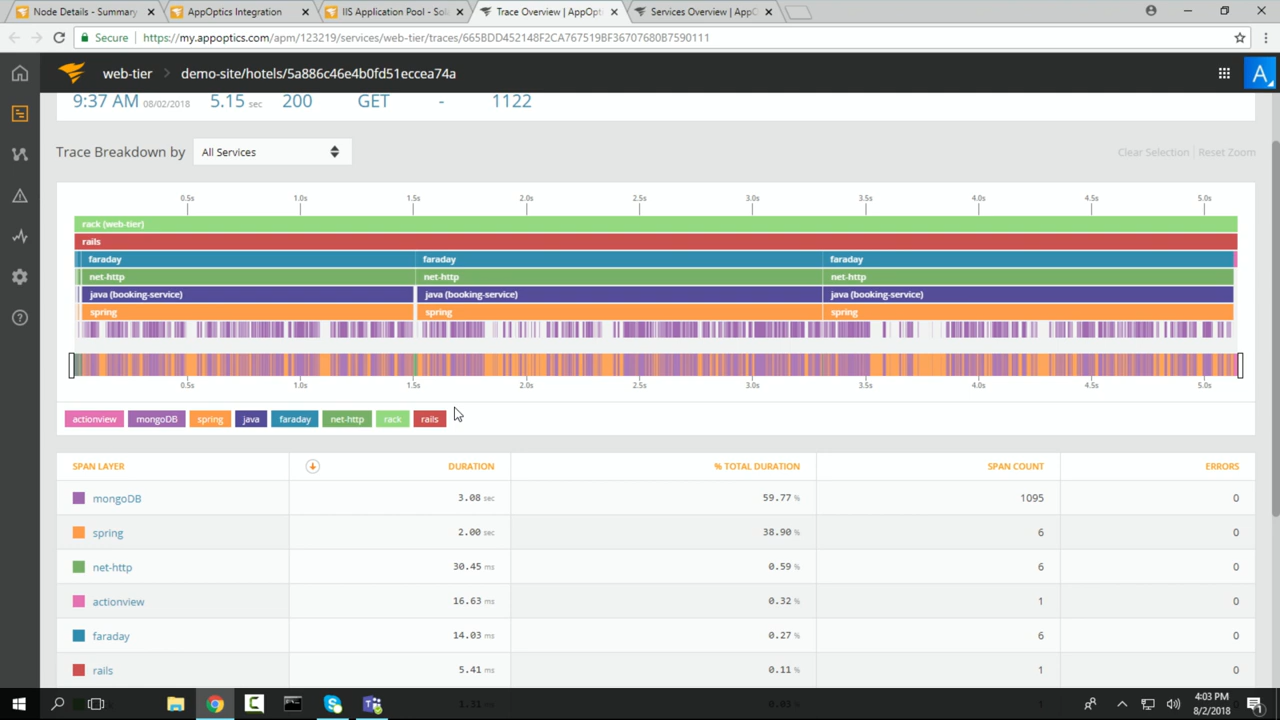 Node Details - Summary
AppOptics Integration
IIS Application Pool - Sola
Trace Overview | AppOpti
Services Overview | AppO
Secure
https://my.appoptics.com/apm/123219/services/web-tier/traces/665BDD452148F2CA767519BF36707680B7590111
web-tier > demo-site/hotels/5a886c46e4b0fd51eccea74a
A
9:37 AM 08/02/2018 5.15 sec 200 GET - 1122
Trace Breakdown by All Services
Clear Selection | Reset Zoom
0.5s 1.0s 1.5s 2.0s 2.5s 3.0s 3.5s 4.0s 4.5s 5.0s
rack (web-tier)
rails
faraday faraday faraday
net-http net-http net-http
java (booking-service) java (booking-service) java (booking-service)
spring spring spring
0.5s 1.0s 1.5s 2.0s 2.5s 3.0s 3.5s 4.0s 4.5s 5.0s
actionview mongoDB spring java faraday net-http rack rails
SPAN LAYER DURATION % TOTAL DURATION SPAN COUNT ERRORS
mongoDB 3.08 sec 59.77 % 1095 0
spring 2.00 sec 38.90 % 6 0
net-http 30.45 ms 0.59 % 6 0
actionview 16.63 ms 0.32 % 1 0
faraday 14.03 ms 0.27 % 6 0
rails 5.41 ms 0.11 % 1 0
1.31 ms 0.03 % 1 0
4:03 PM
8/2/2018